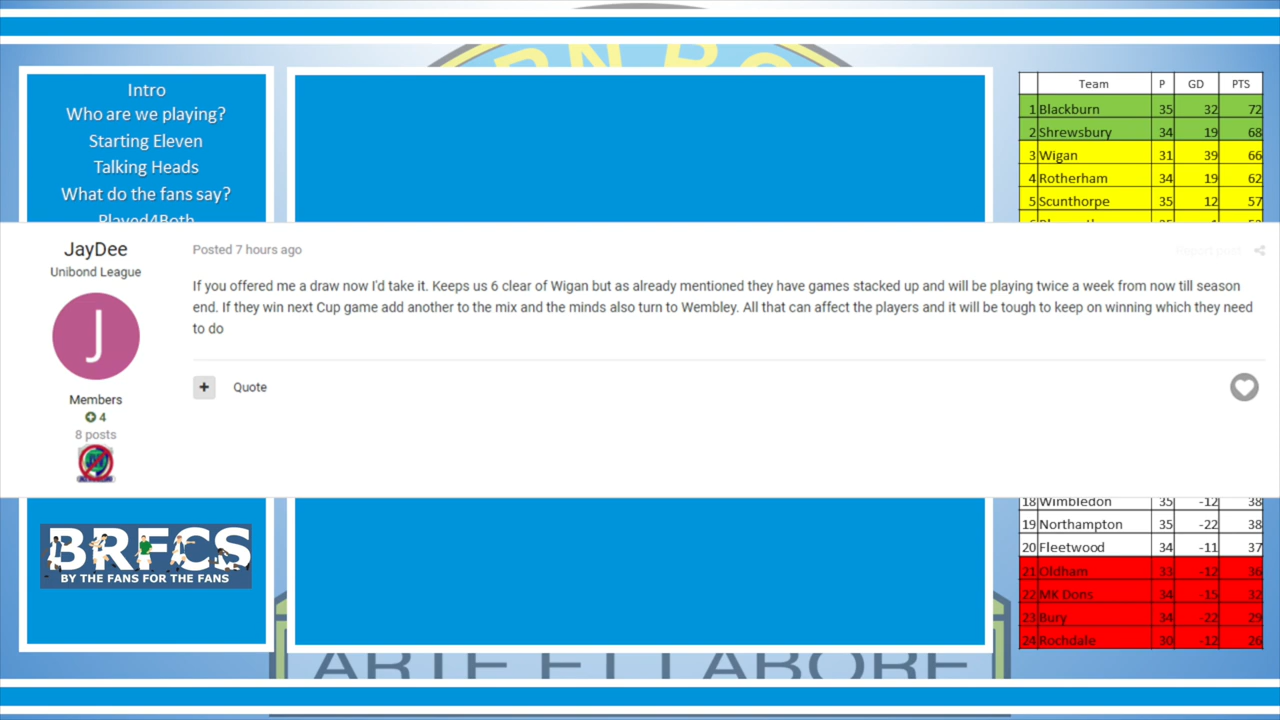 RN RO
Intro
Who are we playing?
Starting Eleven
Talking Heads
What do the fans say?
Played4Both
Team P GD PTS
1 Blackburn 35 32 72
2 Shrewsbury 34 19 68
3 Wigan 31 39 66
4 Rotherham 34 19 62
5 Scunthorpe 35 12 57
JayDee
Unibond League
J
Members
4
8 posts
Posted 7 hours ago
Report post
If you offered me a draw now I'd take it. Keeps us 6 clear of Wigan but as already mentioned they have games stacked up and will be playing twice a week from now till season
end. If they win next Cup game add another to the mix and the minds also turn to Wembley. All that can affect the players and it will be tough to keep on winning which they need
to do
+ Quote
18 Wimbledon 35 -12 38
19 Northampton 35 -22 38
20 Fleetwood 34 -11 37
21 Oldham 33 -12 36
22 MK Dons 34 -15 32
23 Bury 34 -22 29
24 Rochdale 30 -12 26
BRFCS
BY THE FANS FOR THE FANS
ARTE ET LABORE